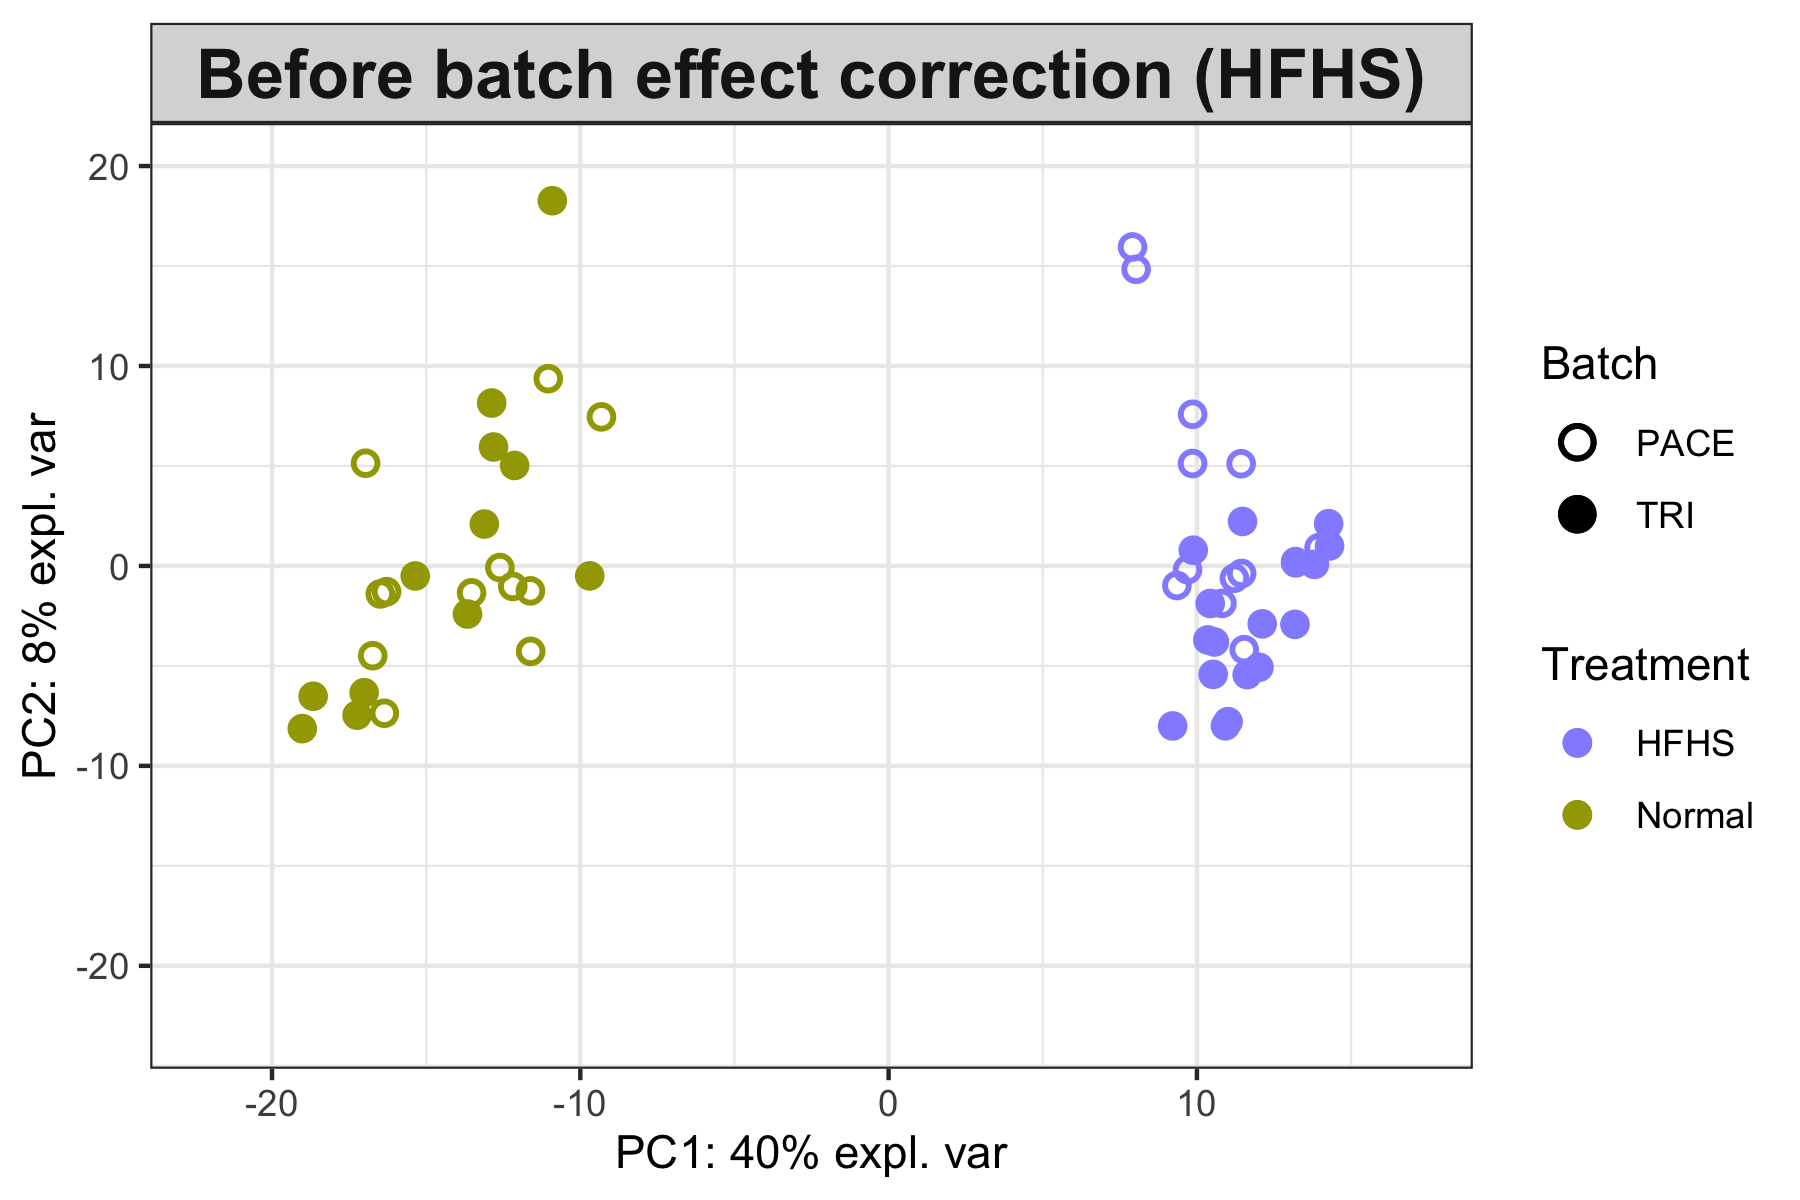 Before batch effect correction (HFHS)
20
10
0
-10
-20
PC2: 8% expl. var
-20
-10
0
10
PC1: 40% expl. var
Batch
PACE
TRI
Treatment
HFHS
Normal